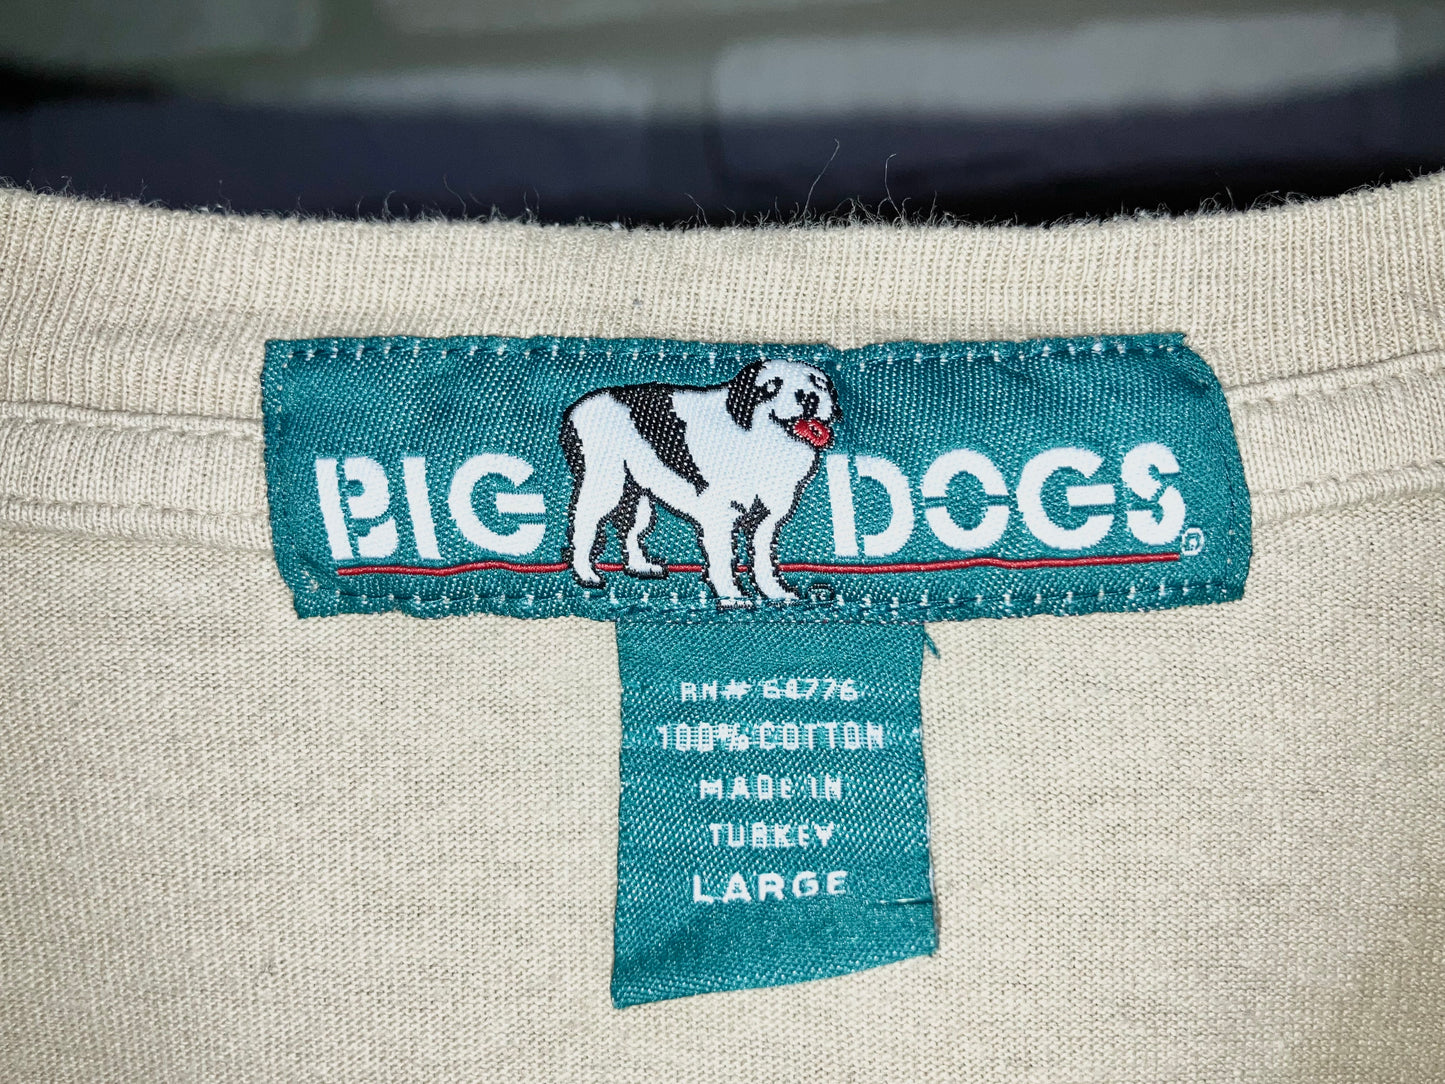 BIG DOGS®
®
RN# 64776
100% COTTON
MADE IN
TURKEY
LARGE